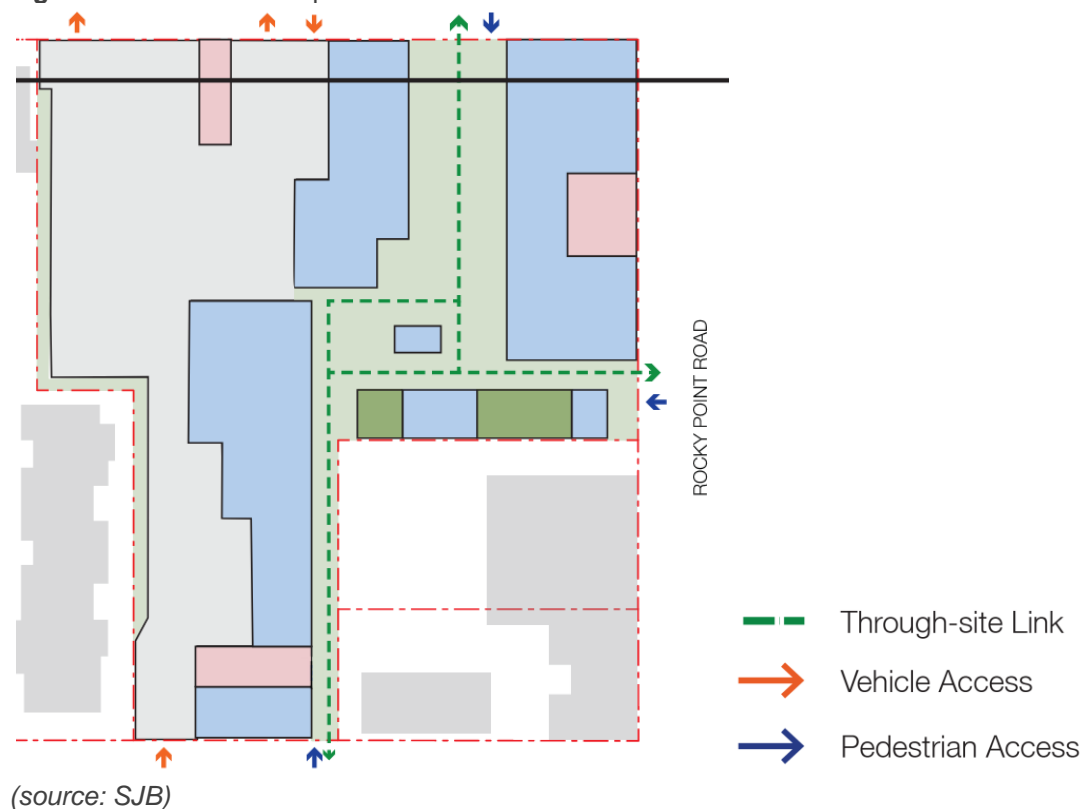 ROCKY POINT ROAD
Through-site Link
Vehicle Access
Pedestrian Access
(source: SJB)